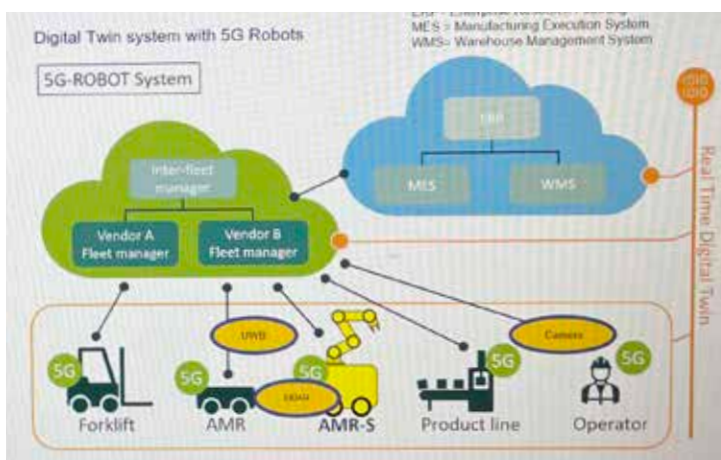 Digital Twin system with 5G Robots
MES = Manufacturing Execution System
WMS= Warehouse Management System
5G-ROBOT System
ERP
Inter-fleet
manager
MES
WMS
Vendor A
Fleet manager
Vendor B
Fleet manager
Real Time Digital Twin
UWB
Camera
5G
5G
5G
5G
5G
Forklift
AMR
AMR-S
Product line
Operator